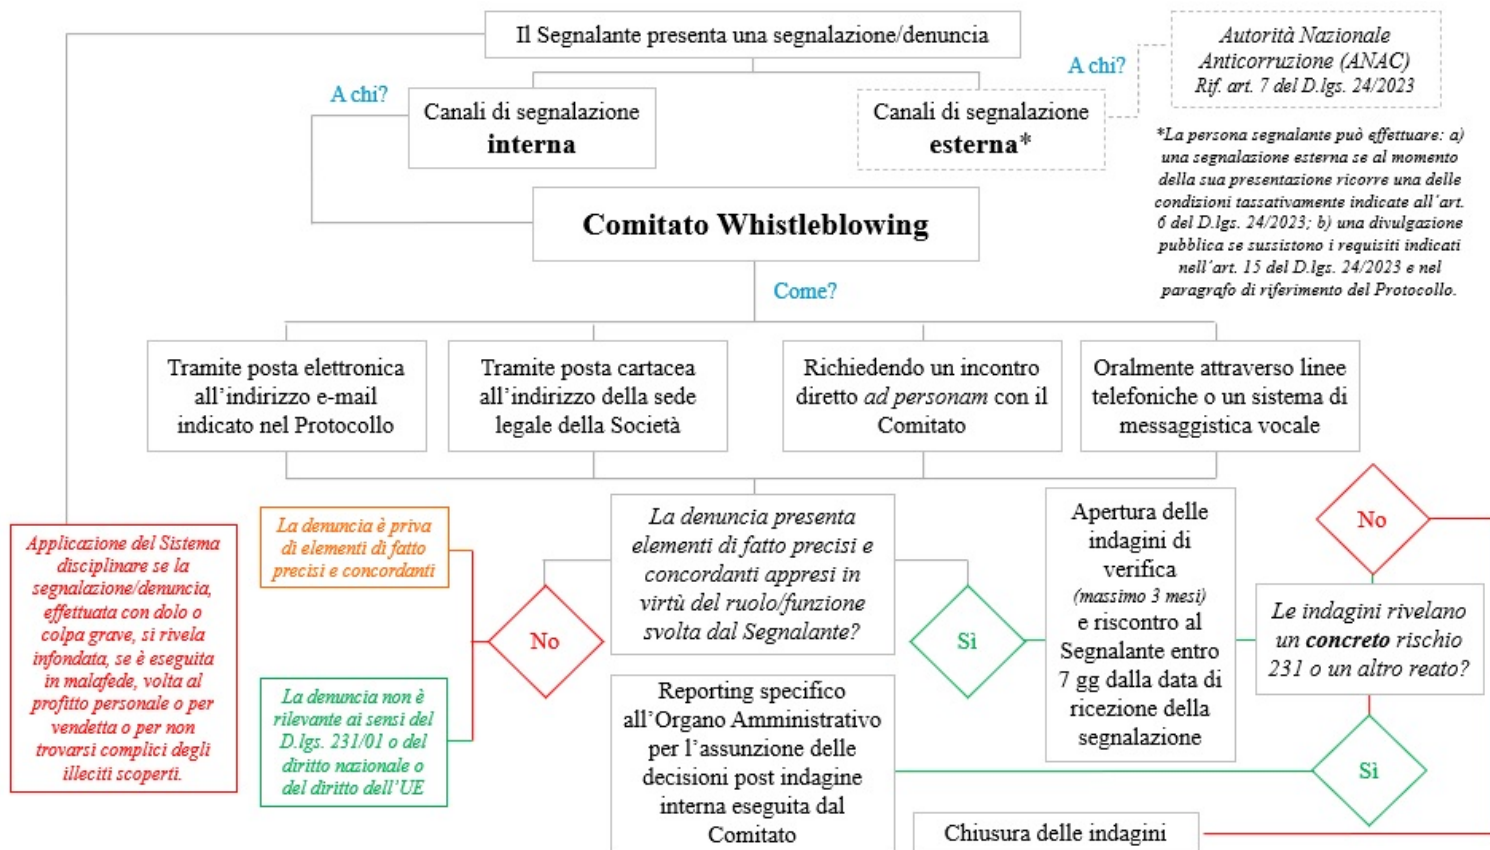 Il Segnalante presenta una segnalazione/denuncia
A chi?
Canali di segnalazione
interna
Canali di segnalazione
esterna*
A chi?
Autorità Nazionale
Anticorruzione (ANAC)
Rif. art. 7 del D.lgs. 24/2023
*La persona segnalante può effettuare: a)
una segnalazione esterna se al momento
della sua presentazione ricorre una delle
condizioni tassativamente indicate all'art.
6 del D.lgs. 24/2023; b) una divulgazione
pubblica se sussistono i requisiti indicati
nell'art. 15 del D.lgs. 24/2023 e nel
paragrafo di riferimento del Protocollo.
Comitato Whistleblowing
Come?
Tramite posta elettronica
all'indirizzo e-mail
indicato nel Protocollo
Tramite posta cartacea
all'indirizzo della sede
legale della Società
Richiedendo un incontro
diretto ad personam con il
Comitato
Oralmente attraverso linee
telefoniche o un sistema di
messaggistica vocale
Applicazione del Sistema
disciplinare se la
segnalazione/denuncia,
effettuata con dolo o
colpa grave, si rivela
infondata, se è eseguita
in malafede, volta al
profitto personale o per
vendetta o per non
trovarsi complici degli
illeciti scoperti.
La denuncia è priva
di elementi di fatto
precisi e concordanti
La denuncia non è
rilevante ai sensi del
D.lgs. 231/01 o del
diritto nazionale o
del diritto dell'UE
No
La denuncia presenta
elementi di fatto precisi e
concordanti appresi in
virtù del ruolo/funzione
svolta dal Segnalante?
Sì
Apertura delle
indagini di
verifica
(massimo 3 mesi)
e riscontro al
Segnalante entro
7 gg dalla data di
ricezione della
segnalazione
No
Le indagini rivelano
un concreto rischio
231 o un altro reato?
Sì
Reporting specifico
all'Organo Amministrativo
per l'assunzione delle
decisioni post indagine
interna eseguita dal
Comitato
Chiusura delle indagini